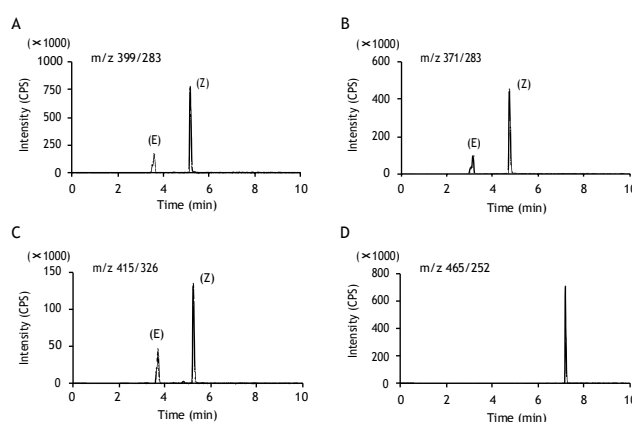 A
(×1000)
m/z 399/283
Intensity (CPS)
1000
750
500
250
0
(E)
(Z)
0 2 4 6 8 10
Time (min)
B
(×1000)
m/z 371/283
Intensity (CPS)
600
400
200
0
(E)
(Z)
0 2 4 6 8 10
Time (min)
C
(×1000)
m/z 415/326
Intensity (CPS)
150
100
50
0
(E)
(Z)
0 2 4 6 8 10
Time (min)
D
(×1000)
m/z 465/252
Intensity (CPS)
800
600
400
200
0
0 2 4 6 8 10
Time (min)